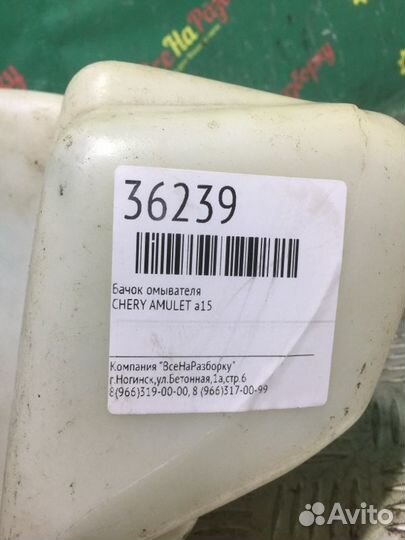 ВсеНаРазборку
36239
Бачок омывателя
CHERY AMULET a15
Компания "ВсеНаРазборку"
г.Ногинск,ул.Бетонная,1а,стр.6
8(966)319-00-00, 8 (966)317-00-99
Avito